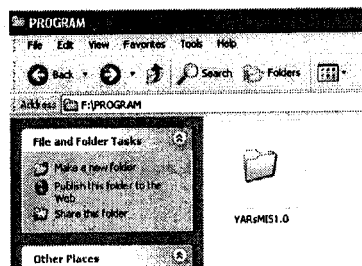 PROGRAM
File Edit View Favorites Tools Help
Back Search Folders
Address F:\PROGRAM
File and Folder Tasks
Make a new folder
Publish this folder to the
Web
Share this folder
YARsMIS1.0
Other Places